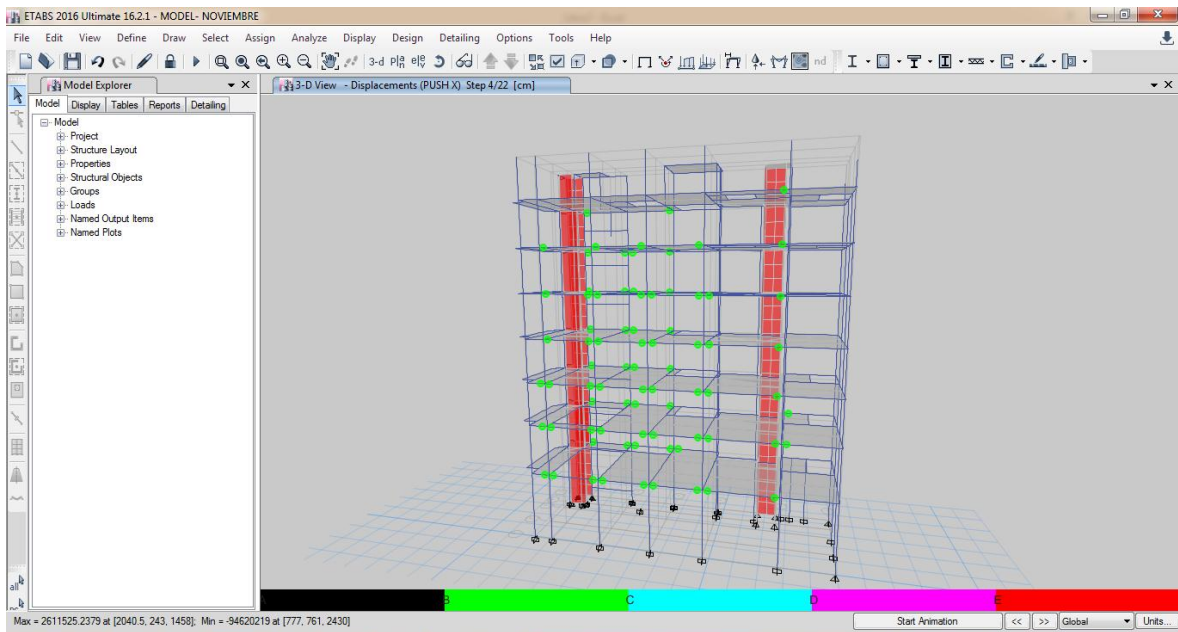 ETABS 2016 Ultimate 16.2.1 - MODEL- NOVIEMBRE
File Edit View Define Draw Select Assign Analyze Display Design Detailing Options Tools Help
3-d nd
Model Explorer
3-D View - Displacements (PUSH X) Step 4/22 [cm]
Model Display Tables Reports Detailing
Model
Project
Structure Layout
Properties
Structural Objects
Groups
Loads
Named Output Items
Named Plots
all
B C D E
Max = 2611525.2379 at [2040.5, 243, 1458]; Min = -94620219 at [777, 761, 2430]
Start Animation << >> Global Units...